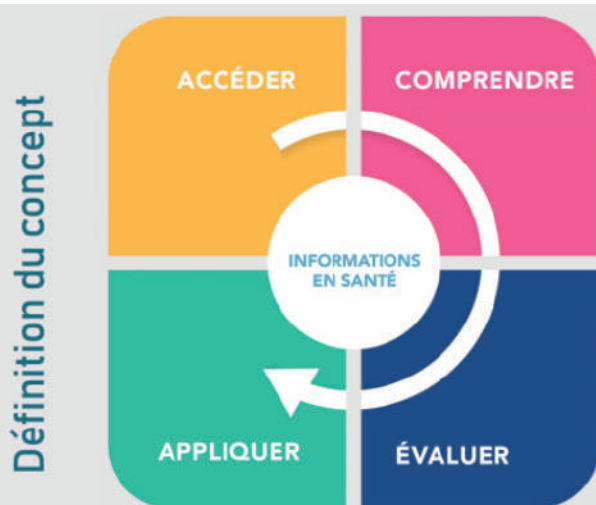 Définition du concept
ACCÉDER
COMPRENDRE
INFORMATIONS
EN SANTÉ
APPLIQUER
ÉVALUER